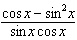 cos x − sin² x
sin x cos x